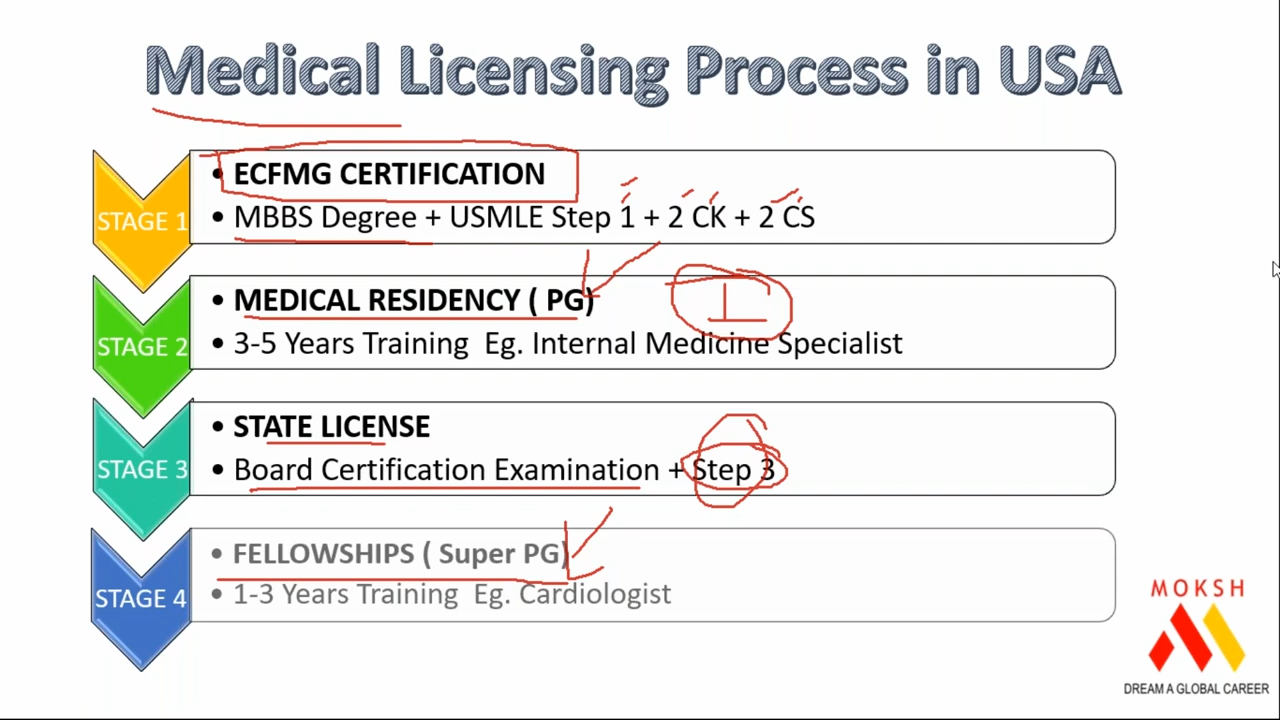 Medical Licensing Process in USA
STAGE 1
• ECFMG CERTIFICATION
• MBBS Degree + USMLE Step 1 + 2 CK + 2 CS
STAGE 2
• MEDICAL RESIDENCY ( PG)
I
• 3-5 Years Training Eg. Internal Medicine Specialist
STAGE 3
• STATE LICENSE
• Board Certification Examination + Step 3
STAGE 4
• FELLOWSHIPS ( Super PG)
• 1-3 Years Training Eg. Cardiologist
MOKSH
DREAM A GLOBAL CAREER